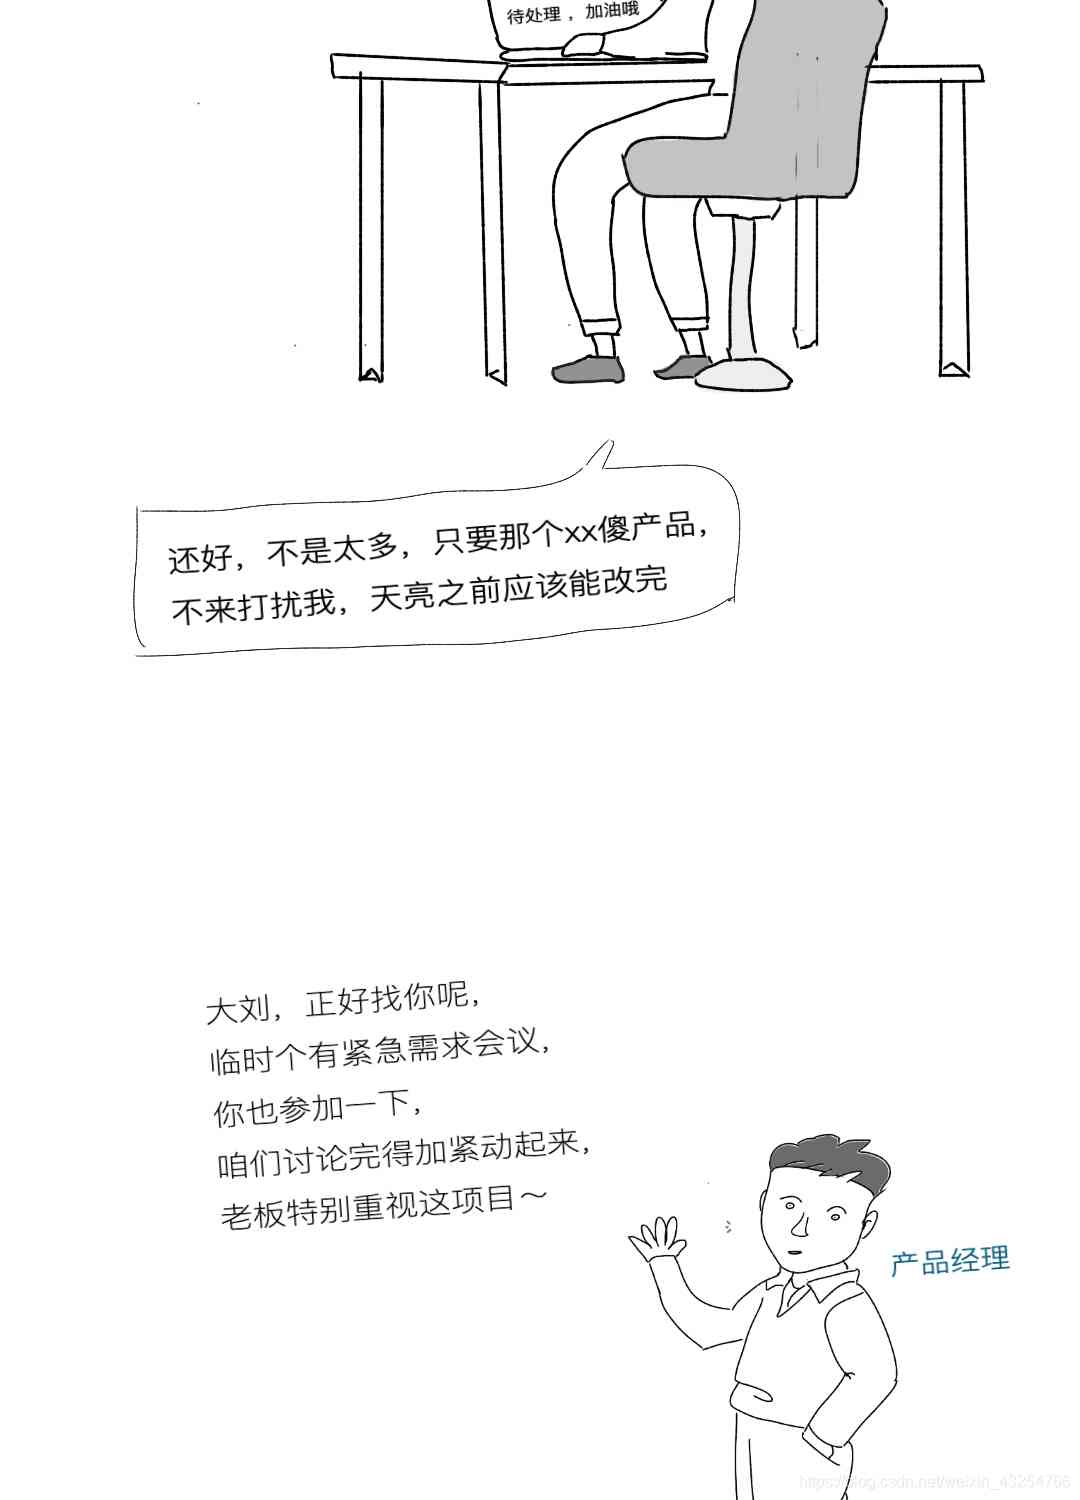 待处理，加油哦
还好，不是太多，只要那个xx傻产品，
不来打扰我，天亮之前应该能改完
大刘，正好找你呢，
临时个有紧急需求会议，
你也参加一下，
咱们讨论完得加紧动起来，
老板特别重视这项目～
产品经理
https://blog.csdn.net/weixin_43254766